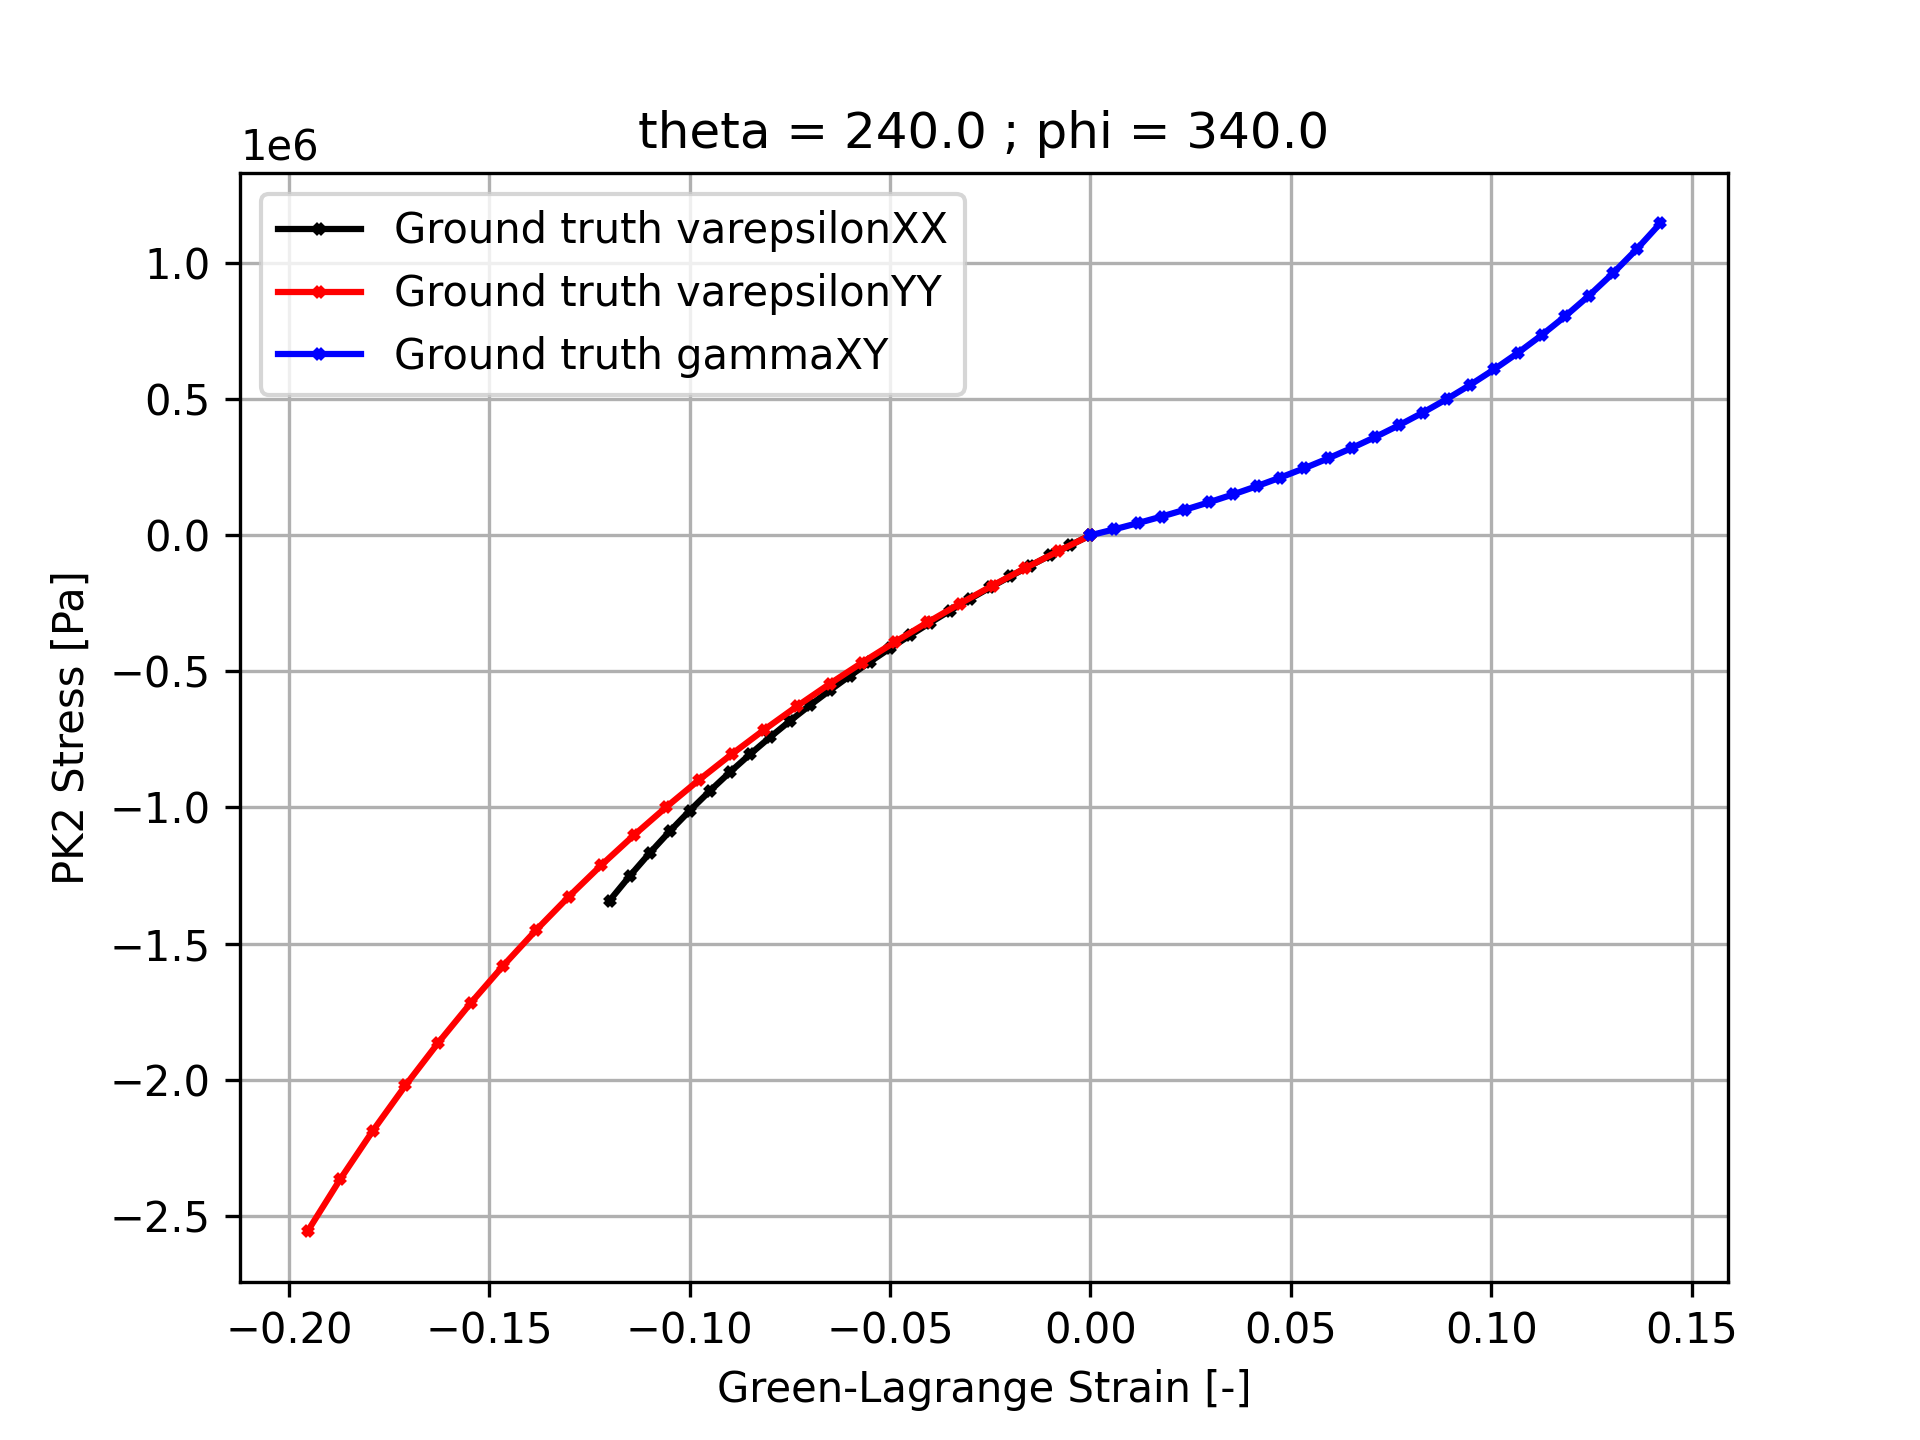 theta = 240.0 ; phi = 340.0
1e6
Ground truth varepsilonXX
Ground truth varepsilonYY
Ground truth gammaXY
1.0
0.5
0.0
−0.5
−1.0
−1.5
−2.0
−2.5
PK2 Stress [Pa]
−0.20 −0.15 −0.10 −0.05 0.00 0.05 0.10 0.15
Green-Lagrange Strain [-]